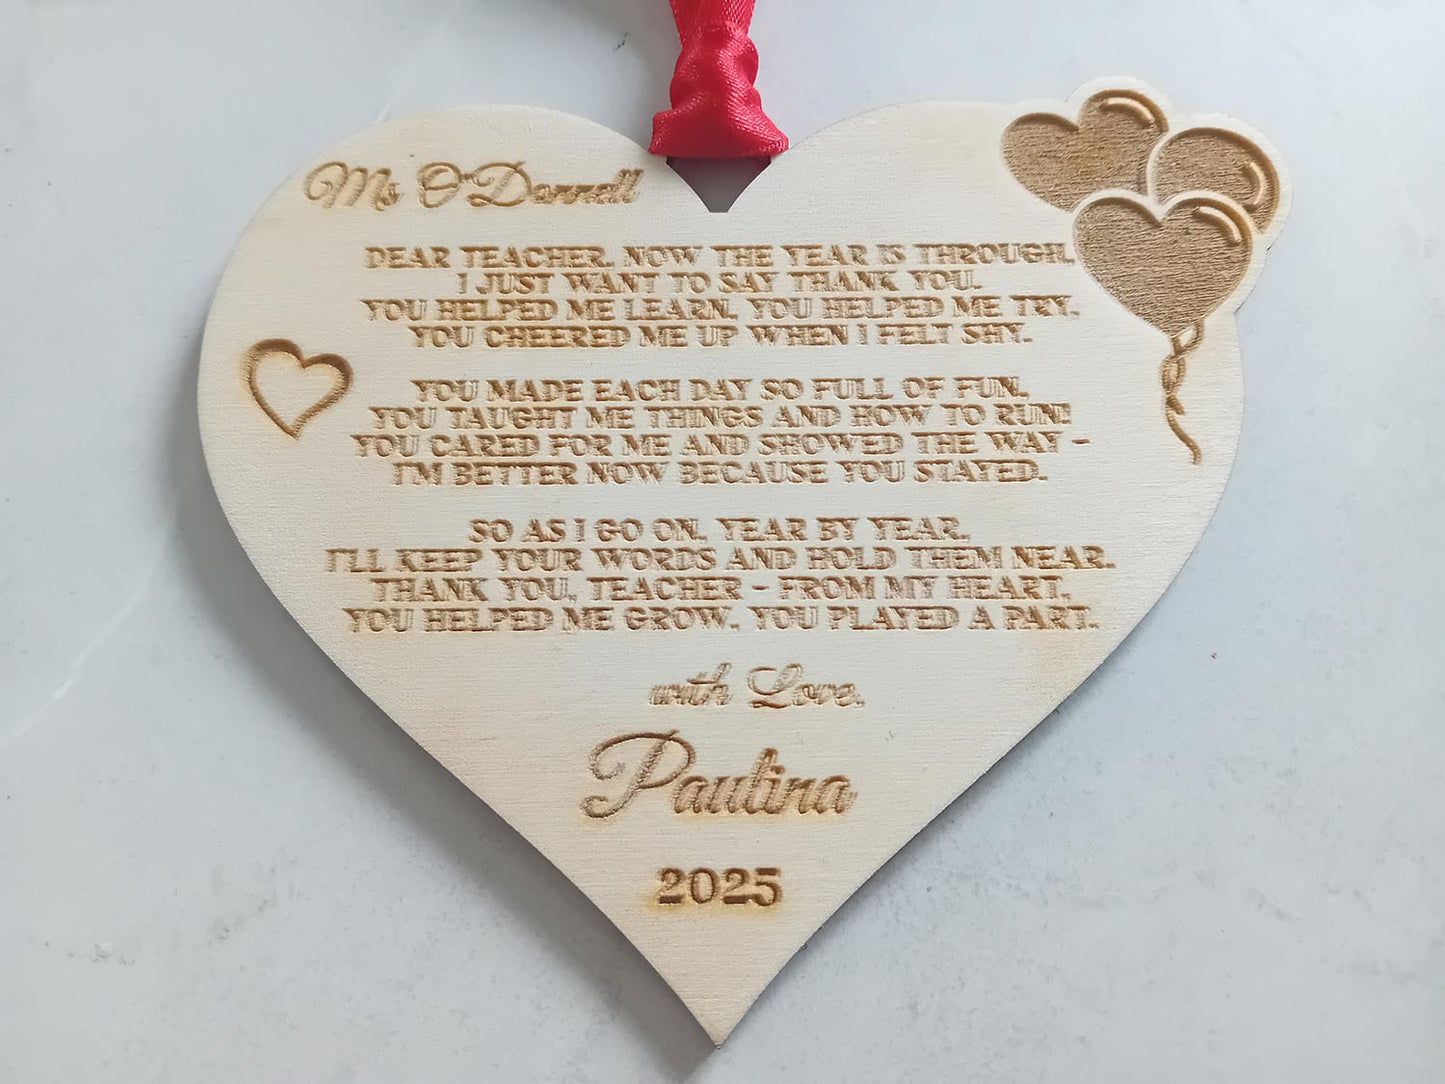 Ms O'Donnell
DEAR TEACHER, NOW THE YEAR IS THROUGH,
I JUST WANT TO SAY THANK YOU.
YOU HELPED ME LEARN, YOU HELPED ME TRY,
YOU CHEERED ME UP WHEN I FELT SHY.
YOU MADE EACH DAY SO FULL OF FUN,
YOU TAUGHT ME THINGS AND HOW TO RUN!
YOU CARED FOR ME AND SHOWED THE WAY -
I'M BETTER NOW BECAUSE YOU STAYED.
SO AS I GO ON, YEAR BY YEAR,
I'LL KEEP YOUR WORDS AND HOLD THEM NEAR.
THANK YOU, TEACHER - FROM MY HEART,
YOU HELPED ME GROW, YOU PLAYED A PART.
with Love,
Paulina
2025